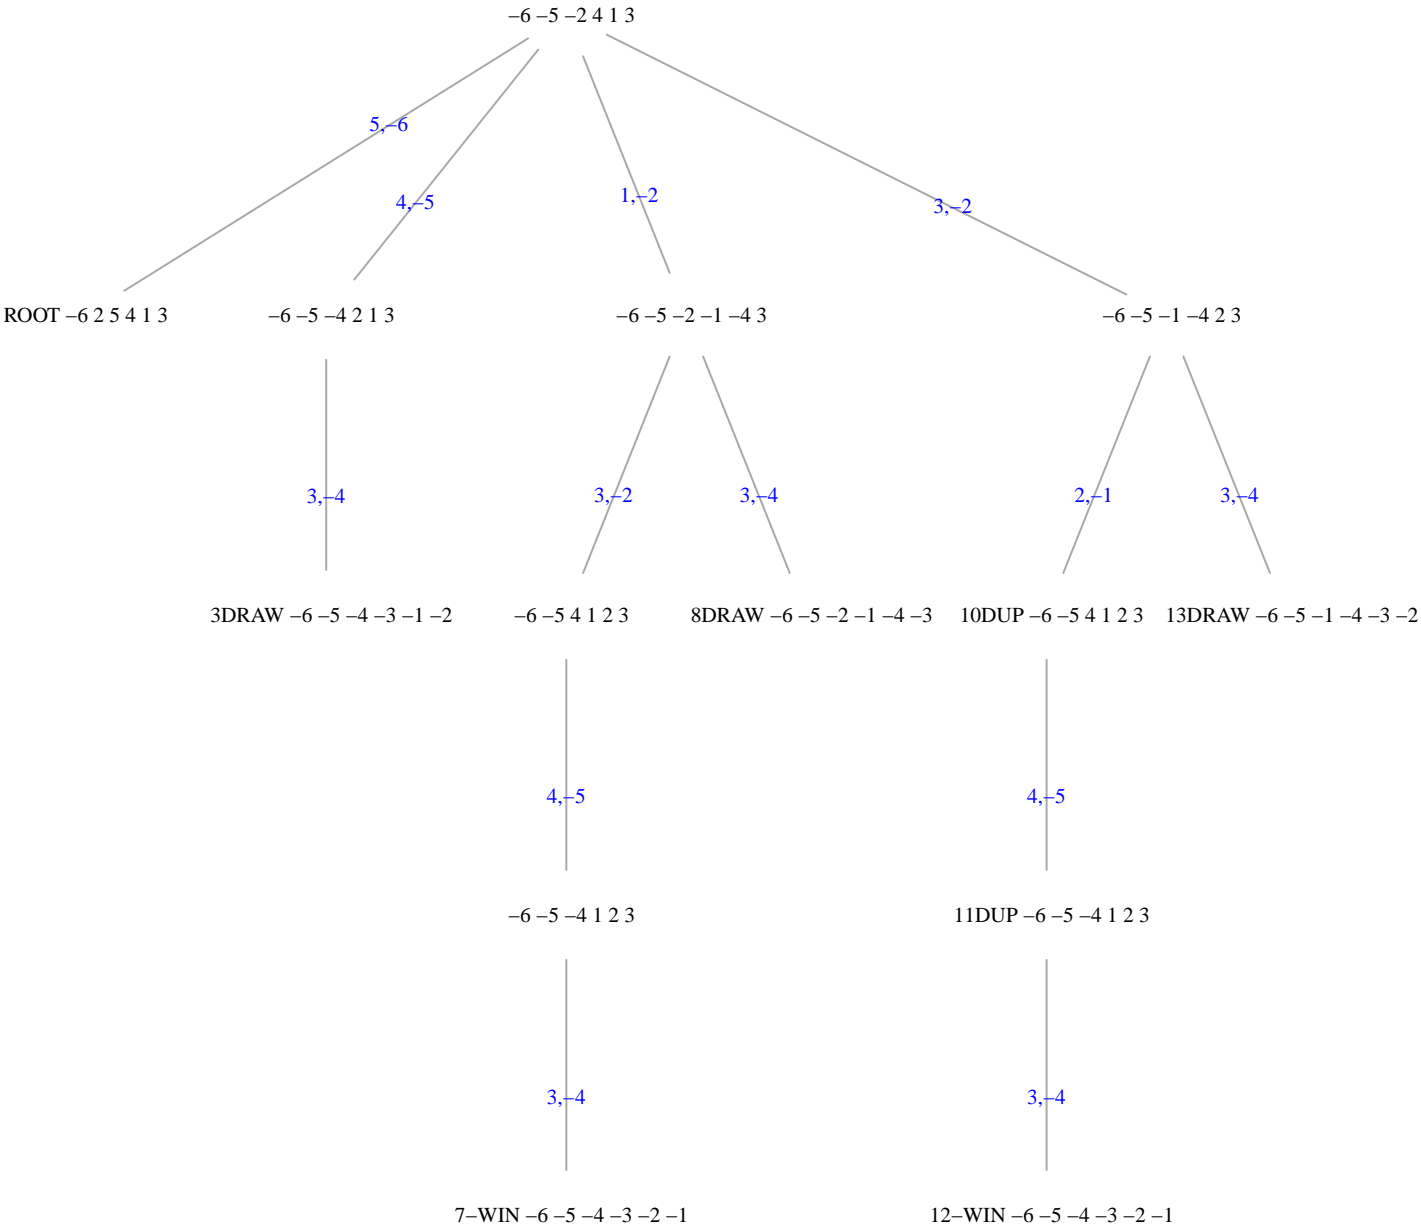 −6 −5 −2 4 1 3
5,−6
4,−5
1,−2
3,−2
ROOT −6 2 5 4 1 3
−6 −5 −4 2 1 3
−6 −5 −2 −1 −4 3
−6 −5 −1 −4 2 3
3,−4
3,−2
3,−4
2,−1
3,−4
3DRAW −6 −5 −4 −3 −1 −2
−6 −5 4 1 2 3
8DRAW −6 −5 −2 −1 −4 −3
10DUP −6 −5 4 1 2 3
13DRAW −6 −5 −1 −4 −3 −2
4,−5
4,−5
−6 −5 −4 1 2 3
11DUP −6 −5 −4 1 2 3
3,−4
3,−4
7−WIN −6 −5 −4 −3 −2 −1
12−WIN −6 −5 −4 −3 −2 −1